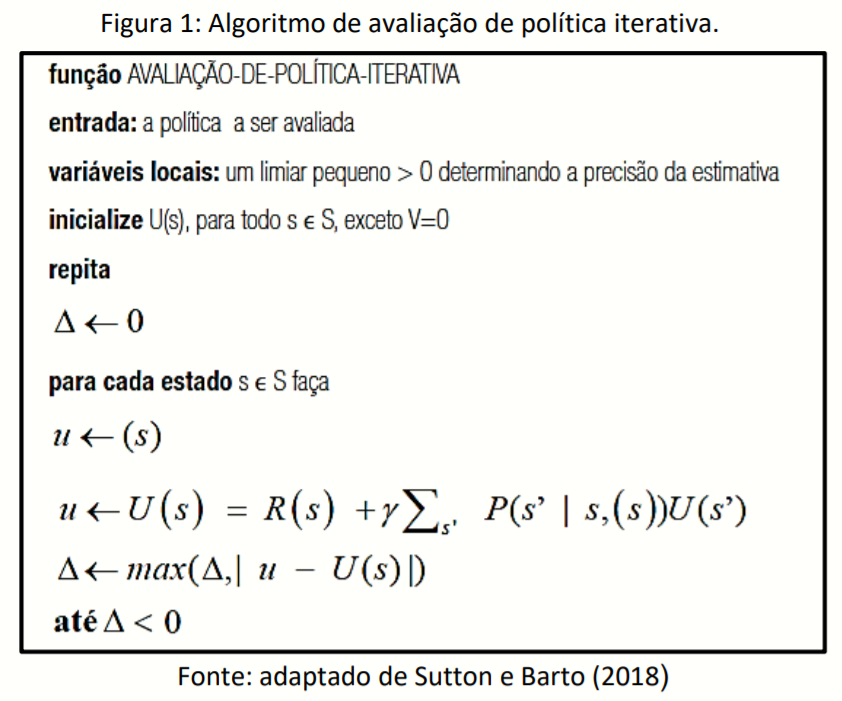 Figura 1: Algoritmo de avaliação de política iterativa.
função AVALIAÇÃO-DE-POLÍTICA-ITERATIVA
entrada: a política a ser avaliada
variáveis locais: um limiar pequeno > 0 determinando a precisão da estimativa
inicialize U(s), para todo s ϵ S, exceto V=0
repita
Δ ← 0
para cada estado s ϵ S faça
u ← (s)
u ← U(s) = R(s) + γ∑s' P(s’ | s,(s))U(s’)
Δ ← max(Δ,| u − U(s)|)
até Δ < 0
Fonte: adaptado de Sutton e Barto (2018)